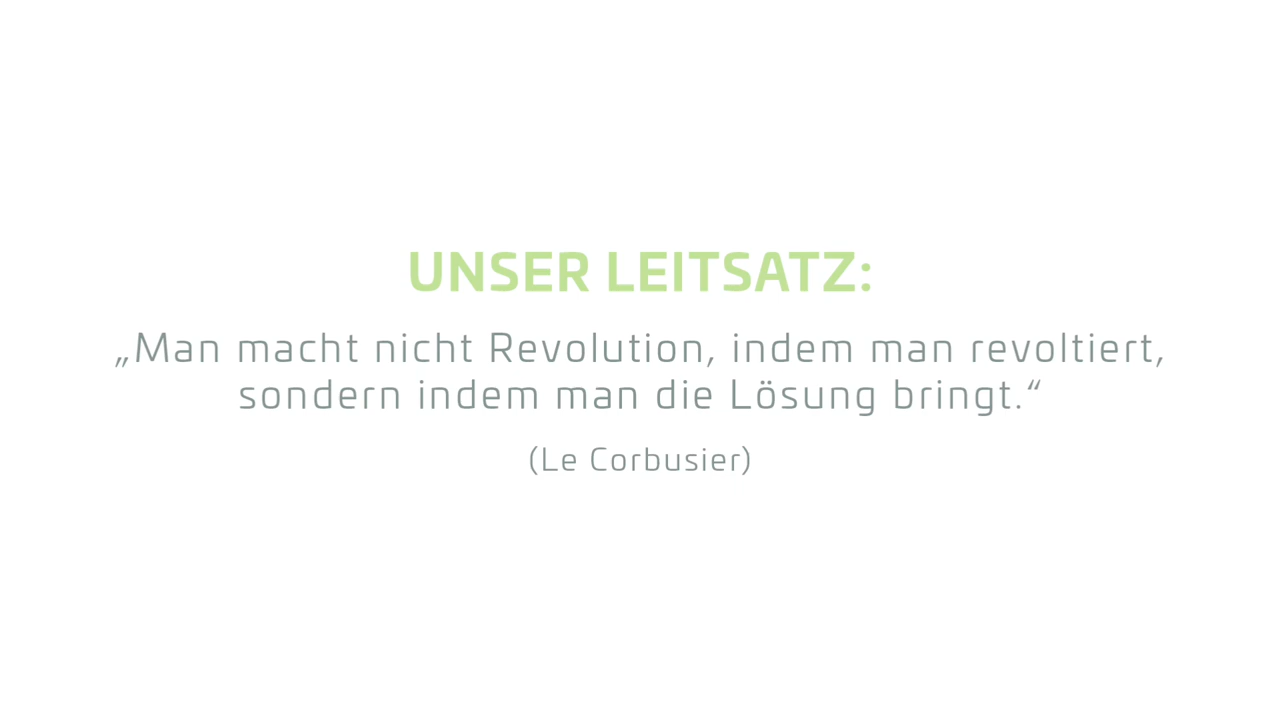 UNSER LEITSATZ:
„Man macht nicht Revolution, indem man revoltiert,
sondern indem man die Lösung bringt.“
(Le Corbusier)